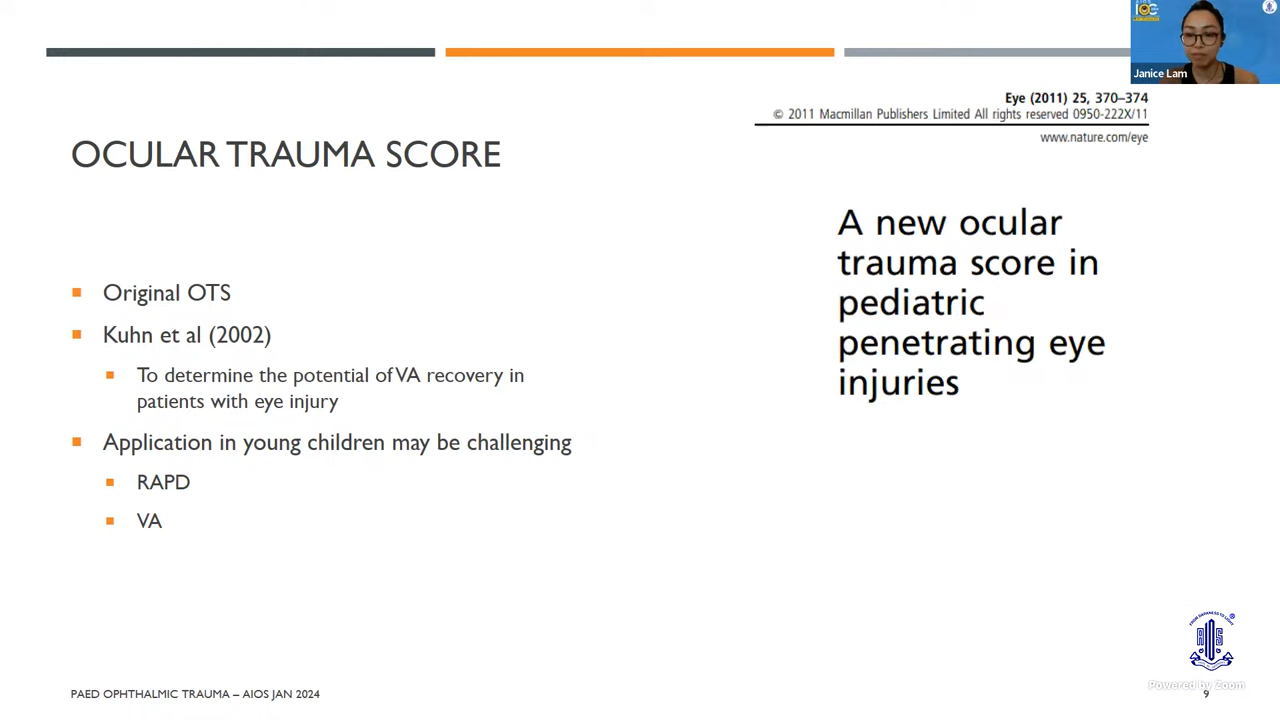 Janice Lam
Eye (2011) 25, 370–374
© 2011 Macmillan Publishers Limited All rights reserved 0950-222X/11
www.nature.com/eye
OCULAR TRAUMA SCORE
A new ocular
trauma score in
pediatric
penetrating eye
injuries
Original OTS
Kuhn et al (2002)
To determine the potential of VA recovery in
patients with eye injury
Application in young children may be challenging
RAPD
VA
PAED OPHTHALMIC TRAUMA – AIOS JAN 2024
Powered by Zoom
9